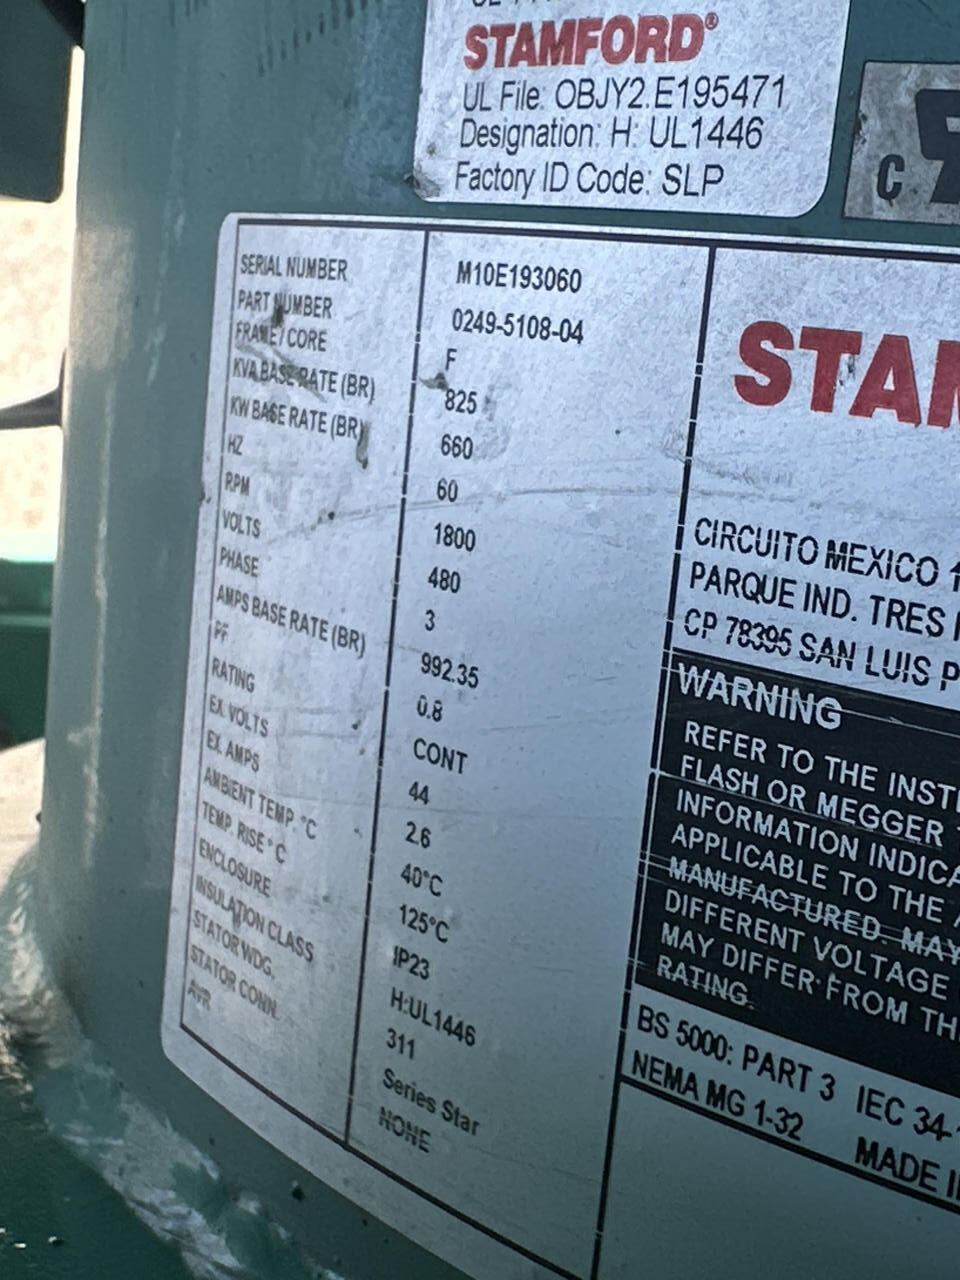 STAMFORD®
UL File: OBJY2.E195471
Designation: H: UL1446
Factory ID Code: SLP
C
SERIAL NUMBER M10E193060
PART NUMBER 0249-5108-04
FRAME / CORE F
KVA BASE RATE (BR) 825
KW BASE RATE (BR) 660
HZ 60
RPM 1800
VOLTS 480
PHASE 3
AMPS BASE RATE (BR) 992.35
PF 0.8
RATING CONT
EX. VOLTS 44
EX. AMPS 2.6
AMBIENT TEMP. °C 40°C
TEMP. RISE °C 125°C
ENCLOSURE IP23
INSULATION CLASS H:UL1446
STATOR WDG. 311
STATOR CONN. Series Star
AVR NONE
STAM
CIRCUITO MEXICO
PARQUE IND. TRES
CP 78395 SAN LUIS P
WARNING
REFER TO THE INST
FLASH OR MEGGER
INFORMATION INDICA
APPLICABLE TO THE
MANUFACTURED. MAY
DIFFERENT VOLTAGE
MAY DIFFER FROM TH
RATING.
BS 5000: PART 3 IEC 34-
NEMA MG 1-32 MADE I